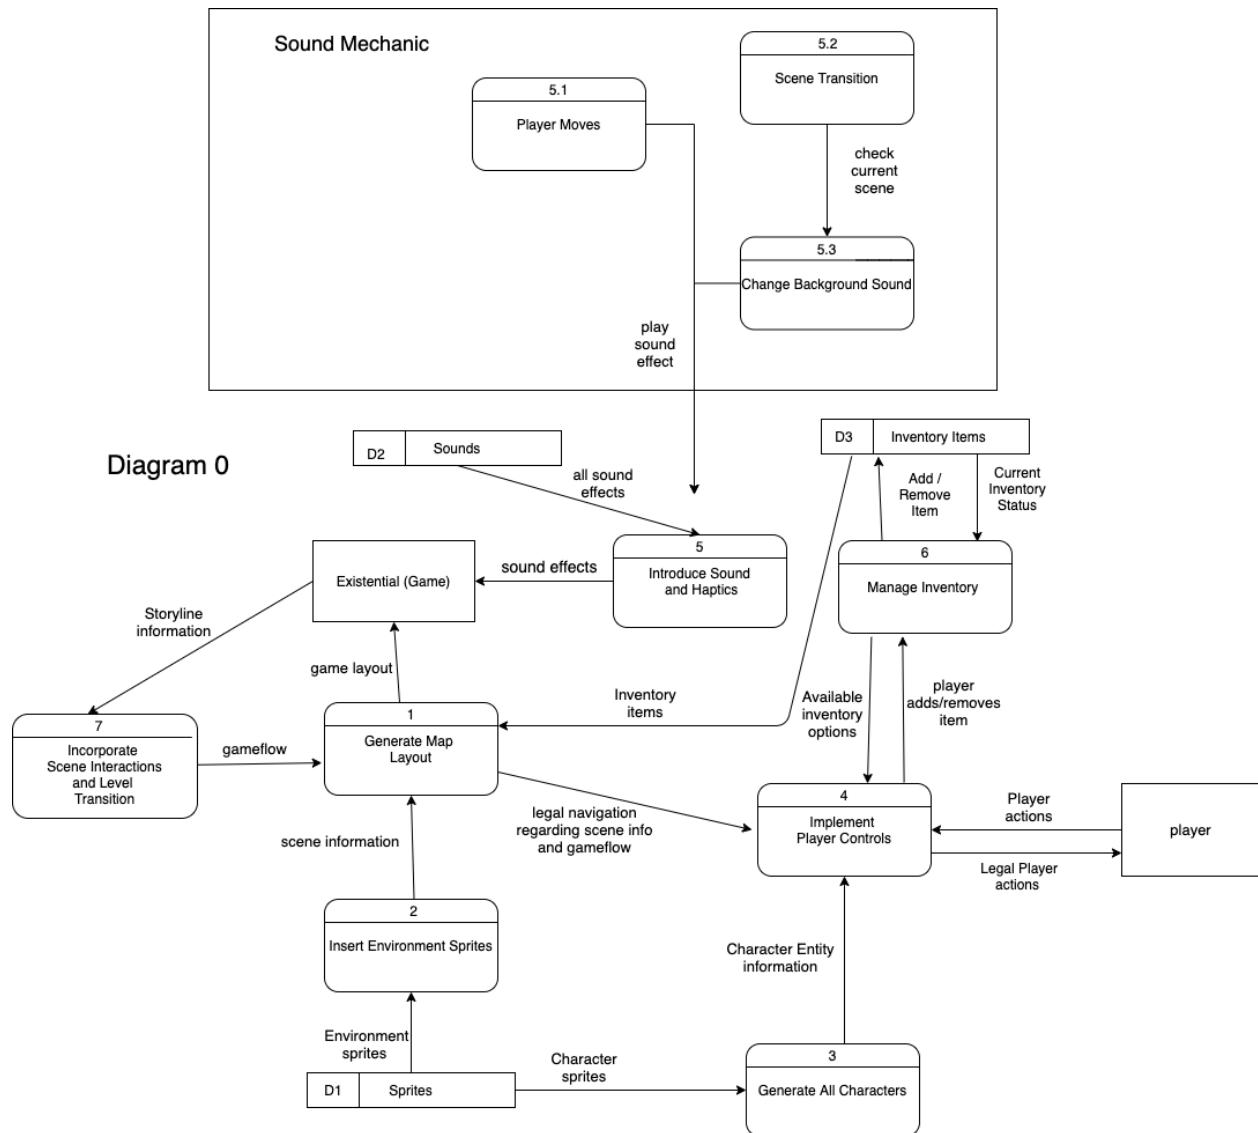 Sound Mechanic
5.2
Scene Transition
5.1
Player Moves
check
current
scene
5.3
Change Background Sound
play
sound
effect
Diagram 0
D2
Sounds
all sound
effects
D3
Inventory Items
Add /
Remove
Item
Current
Inventory
Status
5
Introduce Sound
and Haptics
sound effects
Existential (Game)
6
Manage Inventory
Storyline
information
game layout
Inventory
items
Available
inventory
options
player
adds/removes
item
7
Incorporate
Scene Interactions
and Level
Transition
gameflow
1
Generate Map
Layout
legal navigation
regarding scene info
and gameflow
4
Implement
Player Controls
Player
actions
Legal Player
actions
player
scene information
2
Insert Environment Sprites
Character Entity
information
Environment
sprites
D1
Sprites
Character
sprites
3
Generate All Characters